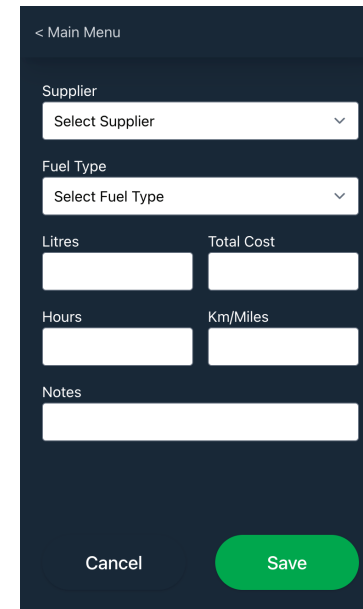 < Main Menu
Supplier
Select Supplier
Fuel Type
Select Fuel Type
Litres Total Cost
Hours Km/Miles
Notes
Cancel Save